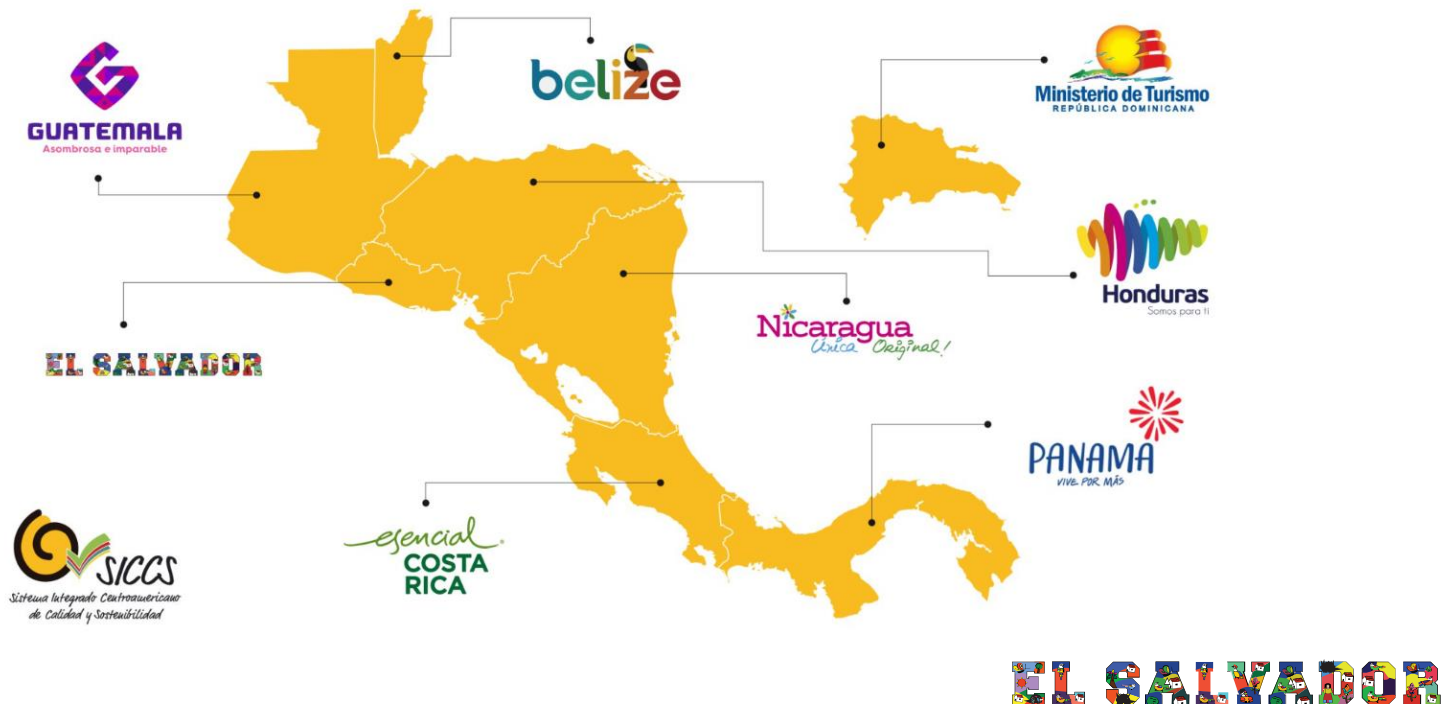 GUATEMALA
Asombrosa e imparable
belize
Ministerio de Turismo
REPÚBLICA DOMINICANA
Honduras
Somos para ti
Nicaragua
Única Original!
EL SALVADOR
PANAMA
VIVE POR MÁS
esencial
COSTA
RICA
SICCS
Sistema Integrado Centroamericano
de Calidad y Sostenibilidad
EL SALVADOR